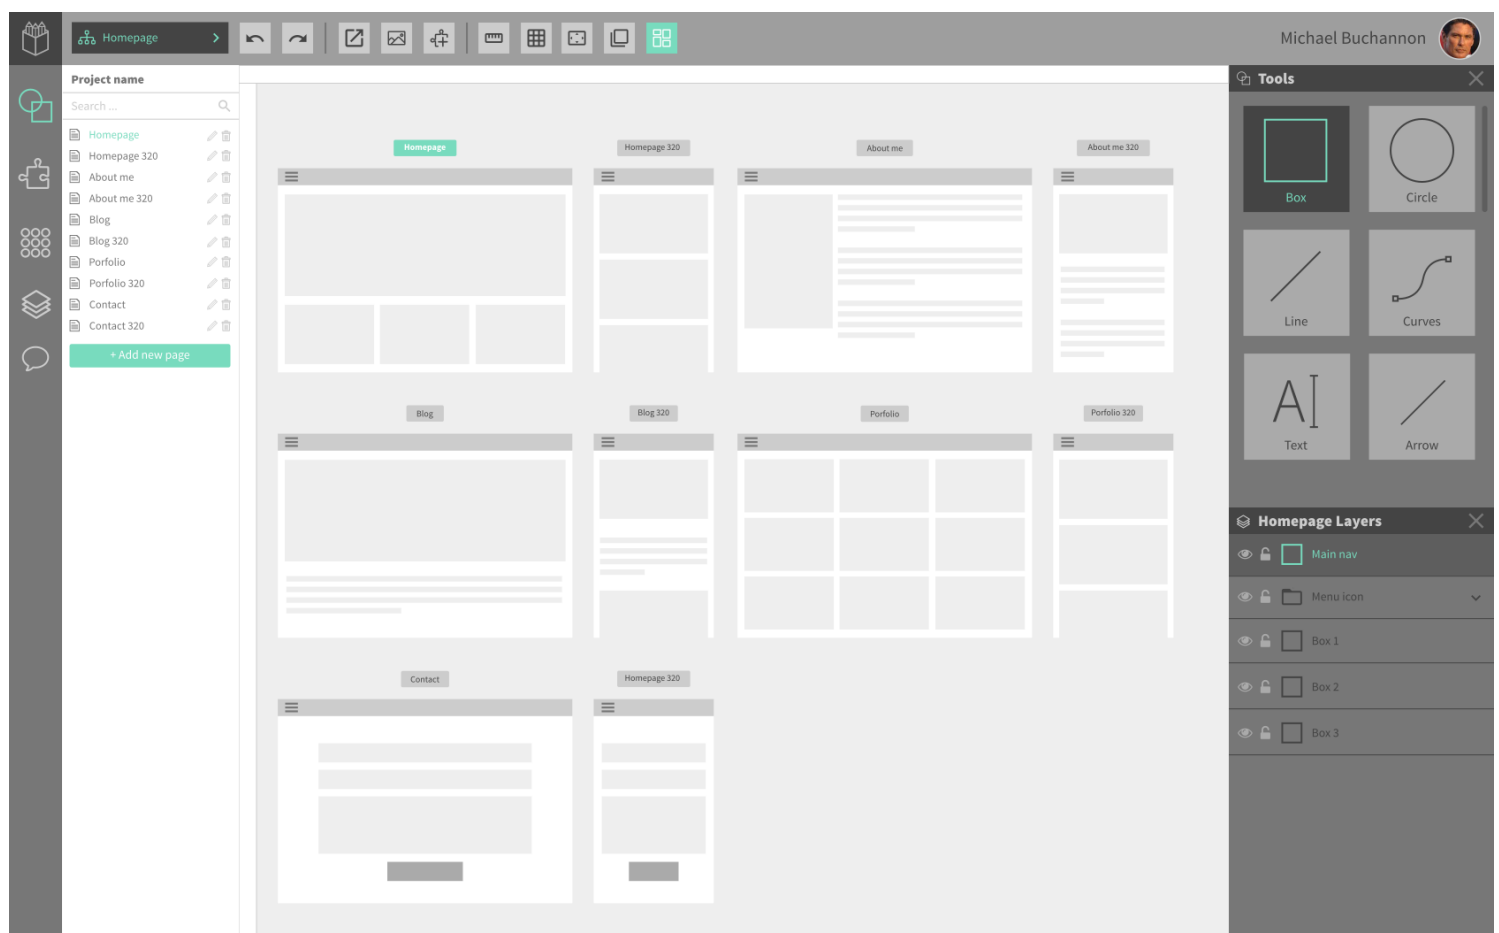 Homepage
Michael Buchannon
Project name
Search ...
Homepage
Homepage 320
About me
About me 320
Blog
Blog 320
Porfolio
Porfolio 320
Contact
Contact 320
+ Add new page
Homepage
Homepage 320
About me
About me 320
Blog
Blog 320
Porfolio
Porfolio 320
Contact
Homepage 320
Tools
Box
Circle
Line
Curves
A
Text
Arrow
Homepage Layers
Main nav
Menu icon
Box 1
Box 2
Box 3